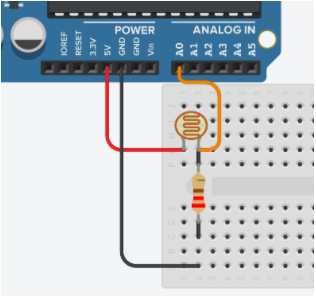 POWER
ANALOG IN
IOREF
RESET
3.3V
5V
GND
GND
Vin
A0
A1
A2
A3
A4
A5